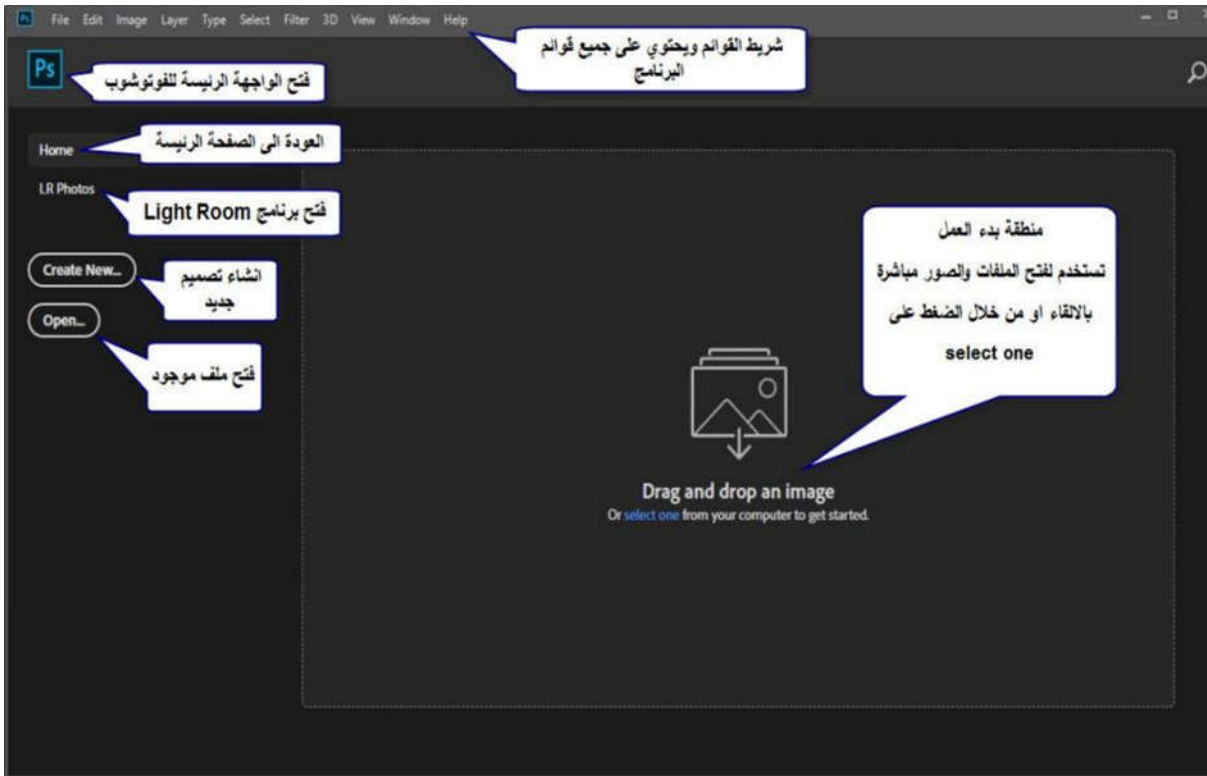 File Edit Image Layer Type Select Filter 3D View Window Help
شريط القوائم ويحتوي على جميع قوائم
البرنامج
Ps
فتح الواجهة الرئيسة للفوتوشوب
Home
العودة الى الصفحة الرئيسة
LR Photos
فتح برنامج Light Room
Create New...
انشاء تصميم
جديد
Open...
فتح ملف موجود
منطقة بدء العمل
تستخدم لفتح الملفات والصور مباشرة
بالالقاء او من خلال الضغط على
select one
Drag and drop an image
Or select one from your computer to get started.